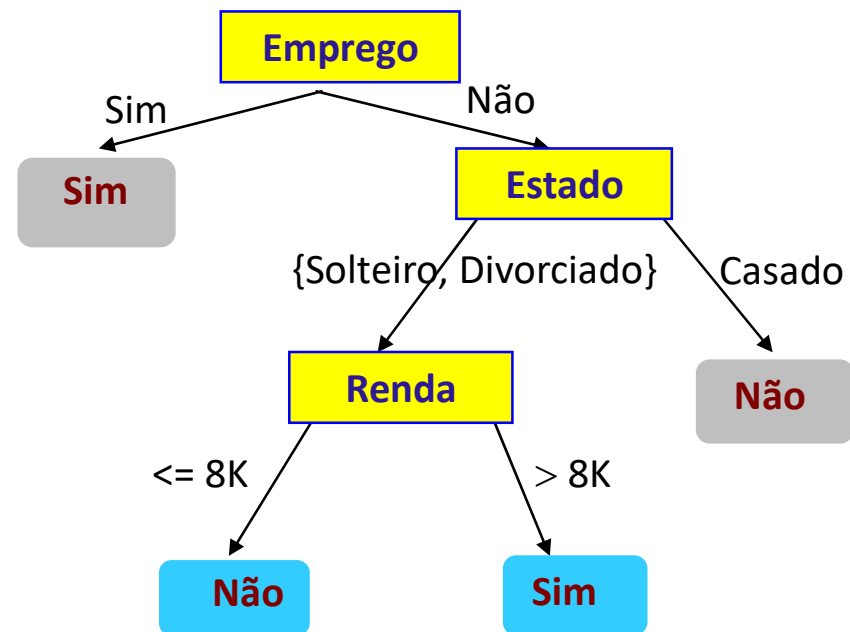 Emprego
Sim
Não
Sim
Estado
{Solteiro, Divorciado}
Casado
Renda
Não
<= 8K
> 8K
Não
Sim